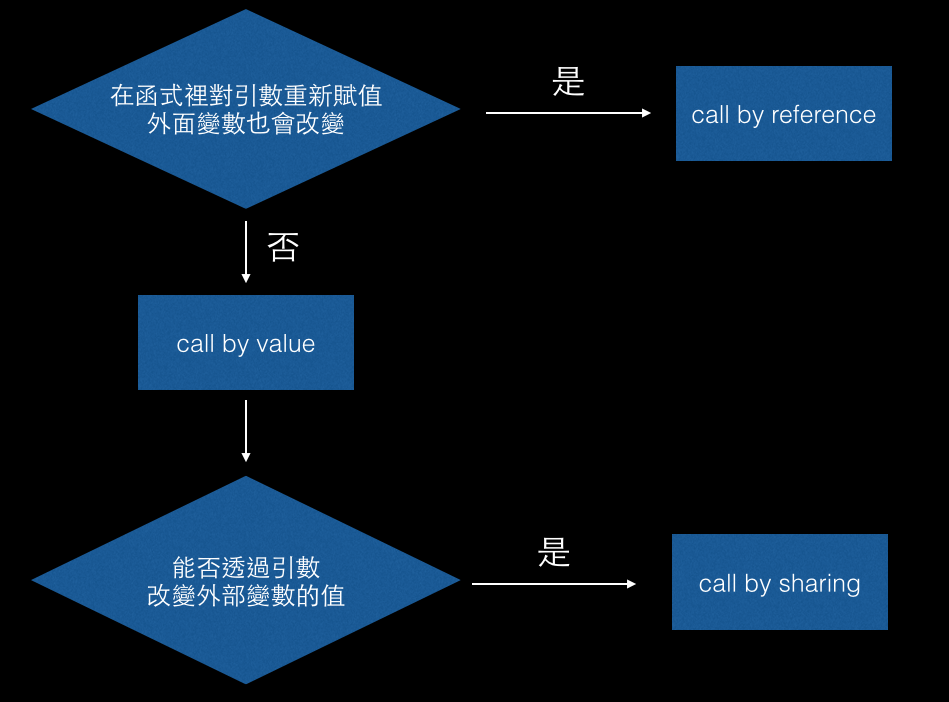 在函式裡對引數重新賦值
外面變數也會改變
是
call by reference
否
call by value
能否透過引數
改變外部變數的值
是
call by sharing